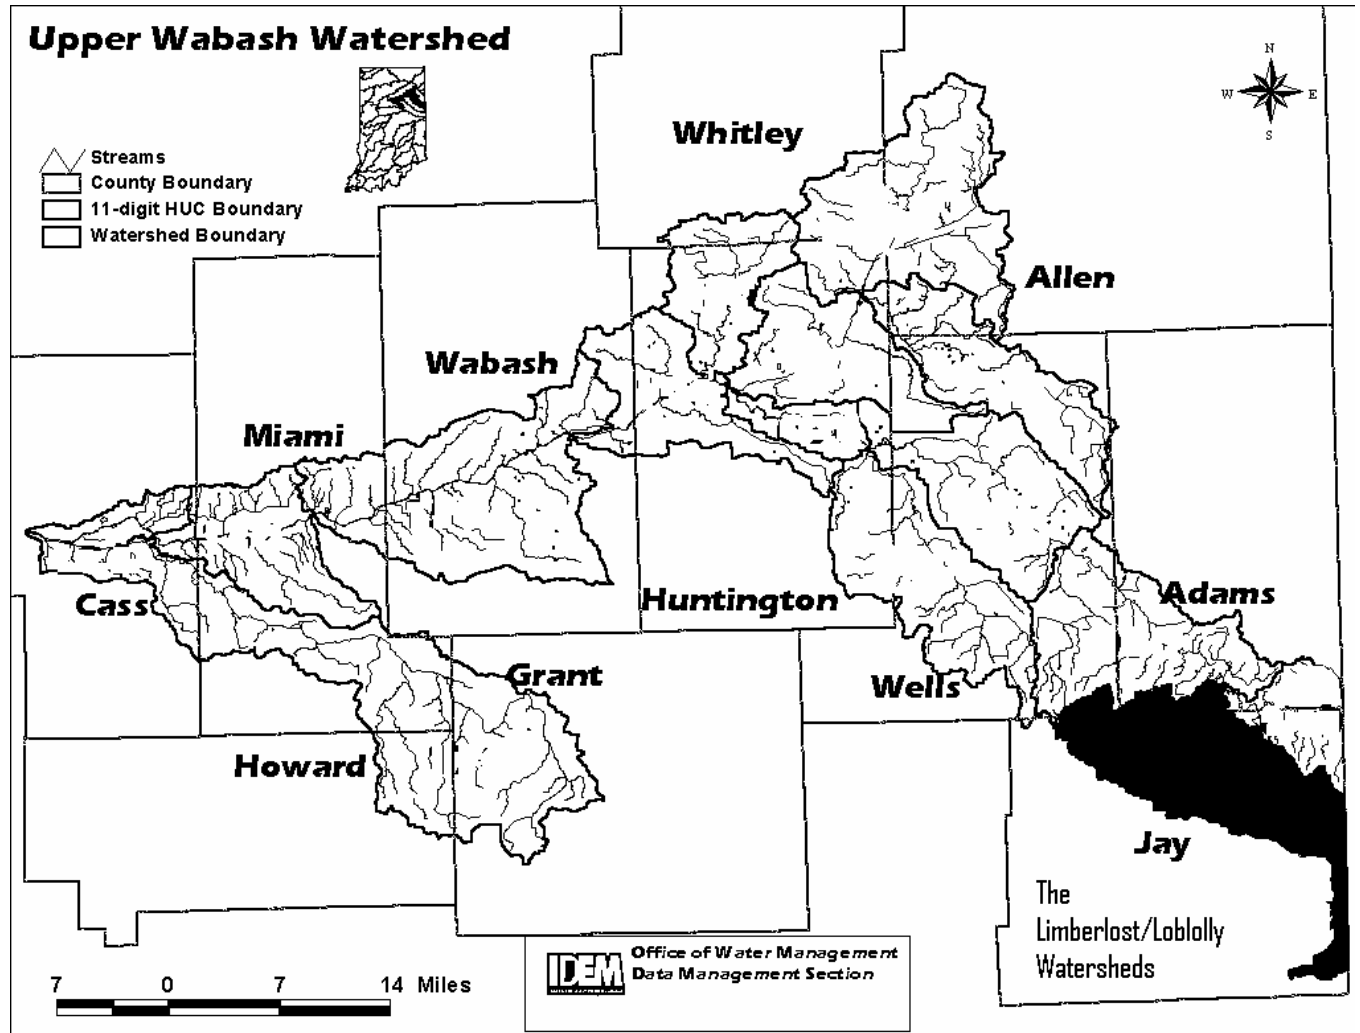 Upper Wabash Watershed
N
W E
S
Streams
County Boundary
11-digit HUC Boundary
Watershed Boundary
Whitley
Allen
Wabash
Miami
Cass
Huntington
Adams
Grant
Wells
Howard
Jay
The
Limberlost/Loblolly
Watersheds
IDEM
Office of Water Management
Data Management Section
7 0 7 14 Miles